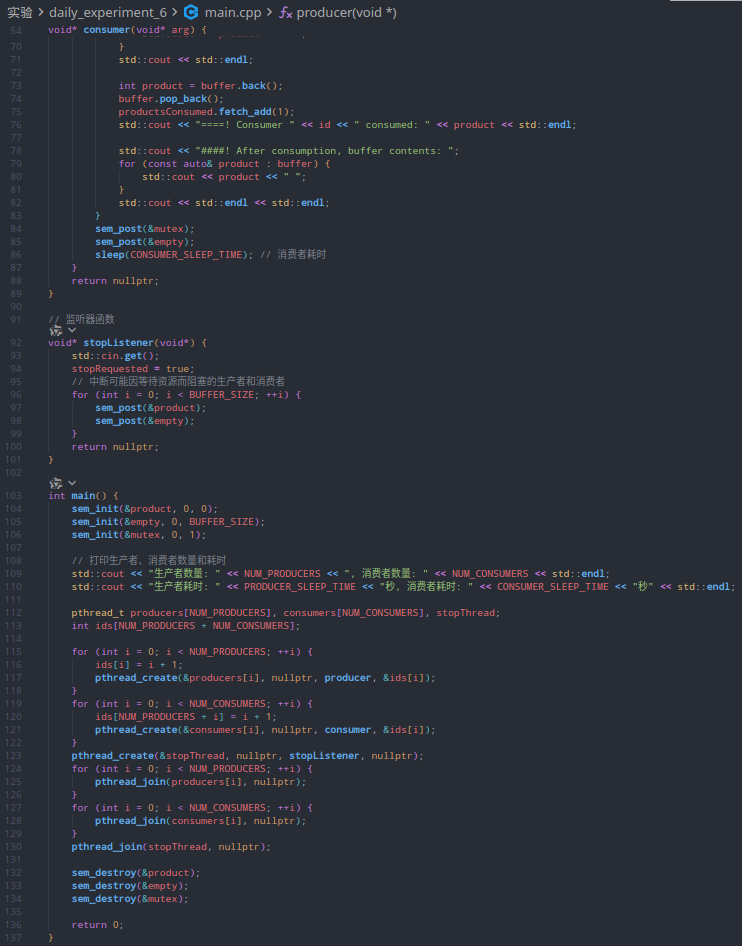 实验 > daily_experiment_6 > main.cpp > producer(void *)
54 void* consumer(void* arg) {
70 }
71 std::cout << std::endl;
72
73 int product = buffer.back();
74 buffer.pop_back();
75 productsConsumed.fetch_add(1);
76 std::cout << "====! Consumer " << id << " consumed: " << product << std::endl;
77
78 std::cout << "####! After consumption, buffer contents: ";
79 for (const auto& product : buffer) {
80 std::cout << product << " ";
81 }
82 std::cout << std::endl << std::endl;
83 }
84 sem_post(&mutex);
85 sem_post(&empty);
86 sleep(CONSUMER_SLEEP_TIME); // 消费者耗时
87 }
88 return nullptr;
89 }
90
91 // 监听器函数
92 void* stopListener(void*) {
93 std::cin.get();
94 stopRequested = true;
95 // 中断可能因等待资源而阻塞的生产者和消费者
96 for (int i = 0; i < BUFFER_SIZE; ++i) {
97 sem_post(&product);
98 sem_post(&empty);
99 }
100 return nullptr;
101 }
102
103 int main() {
104 sem_init(&product, 0, 0);
105 sem_init(&empty, 0, BUFFER_SIZE);
106 sem_init(&mutex, 0, 1);
107
108 // 打印生产者、消费者数量和耗时
109 std::cout << "生产者数量: " << NUM_PRODUCERS << ", 消费者数量: " << NUM_CONSUMERS << std::endl;
110 std::cout << "生产者耗时: " << PRODUCER_SLEEP_TIME << "秒, 消费者耗时: " << CONSUMER_SLEEP_TIME << "秒" << std::endl;
111
112 pthread_t producers[NUM_PRODUCERS], consumers[NUM_CONSUMERS], stopThread;
113 int ids[NUM_PRODUCERS + NUM_CONSUMERS];
114
115 for (int i = 0; i < NUM_PRODUCERS; ++i) {
116 ids[i] = i + 1;
117 pthread_create(&producers[i], nullptr, producer, &ids[i]);
118 }
119 for (int i = 0; i < NUM_CONSUMERS; ++i) {
120 ids[NUM_PRODUCERS + i] = i + 1;
121 pthread_create(&consumers[i], nullptr, consumer, &ids[i]);
122 }
123 pthread_create(&stopThread, nullptr, stopListener, nullptr);
124 for (int i = 0; i < NUM_PRODUCERS; ++i) {
125 pthread_join(producers[i], nullptr);
126 }
127 for (int i = 0; i < NUM_CONSUMERS; ++i) {
128 pthread_join(consumers[i], nullptr);
129 }
130 pthread_join(stopThread, nullptr);
131
132 sem_destroy(&product);
133 sem_destroy(&empty);
134 sem_destroy(&mutex);
135
136 return 0;
137 }